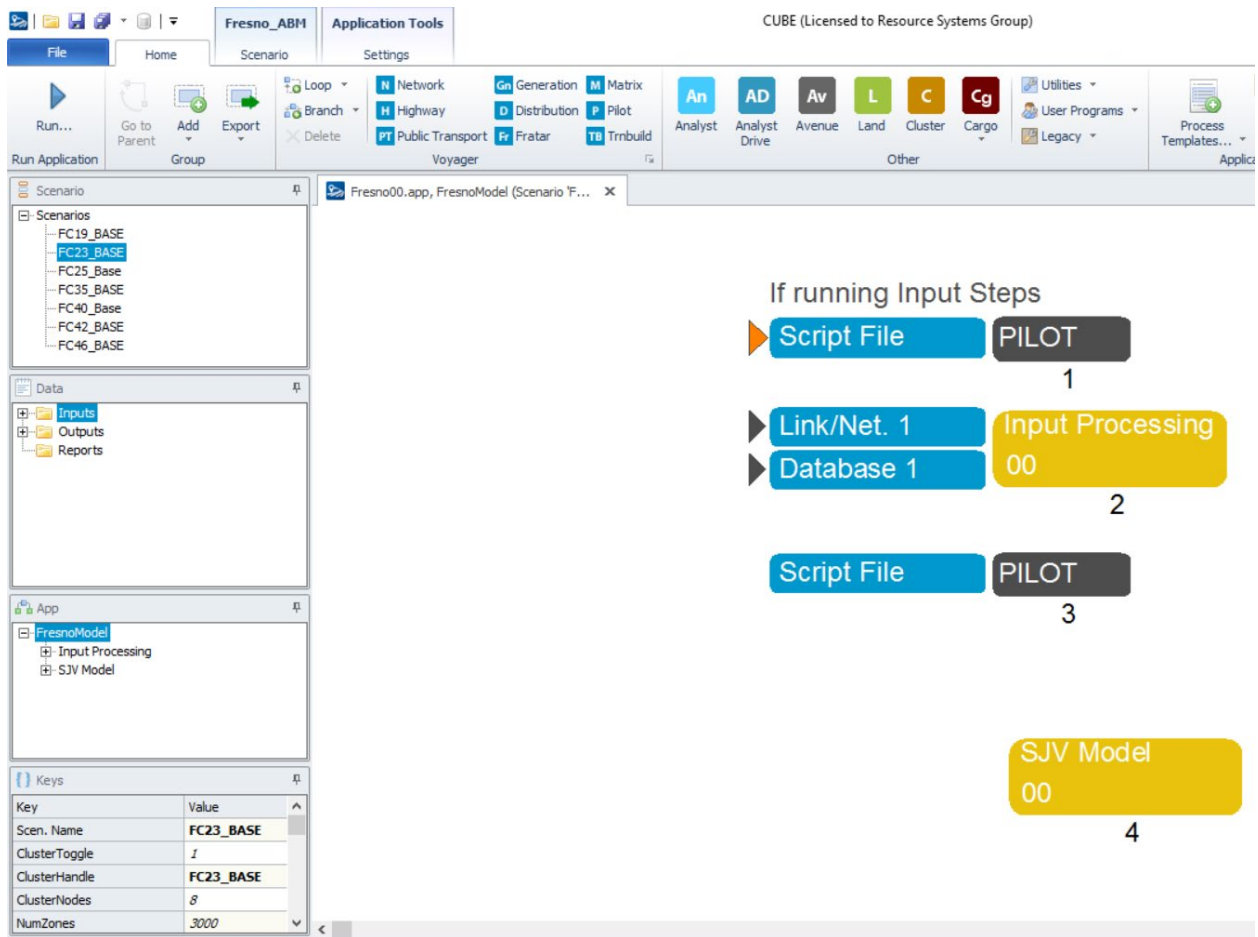 Fresno_ABM
Application Tools
CUBE (Licensed to Resource Systems Group)
File
Home
Scenario
Settings
Run...
Go to Parent
Add
Export
Loop
Branch
Delete
N Network
H Highway
PT Public Transport
Gn Generation
D Distribution
Fr Fratar
M Matrix
P Pilot
TB Trnbuild
An
Analyst
AD
Analyst Drive
Av
Avenue
L
Land
C
Cluster
Cg
Cargo
Utilities
User Programs
Legacy
Process Templates...
Run Application
Group
Voyager
Other
Applica
Scenario
Scenarios
FC19_BASE
FC23_BASE
FC25_Base
FC35_BASE
FC40_Base
FC42_BASE
FC46_BASE
Data
Inputs
Outputs
Reports
App
FresnoModel
Input Processing
SJV Model
Keys
Key Value
Scen. Name FC23_BASE
ClusterToggle 1
ClusterHandle FC23_BASE
ClusterNodes 8
NumZones 3000
Fresno00.app, FresnoModel (Scenario 'F...
If running Input Steps
Script File PILOT
1
Link/Net. 1
Database 1
Input Processing
00
2
Script File PILOT
3
SJV Model
00
4